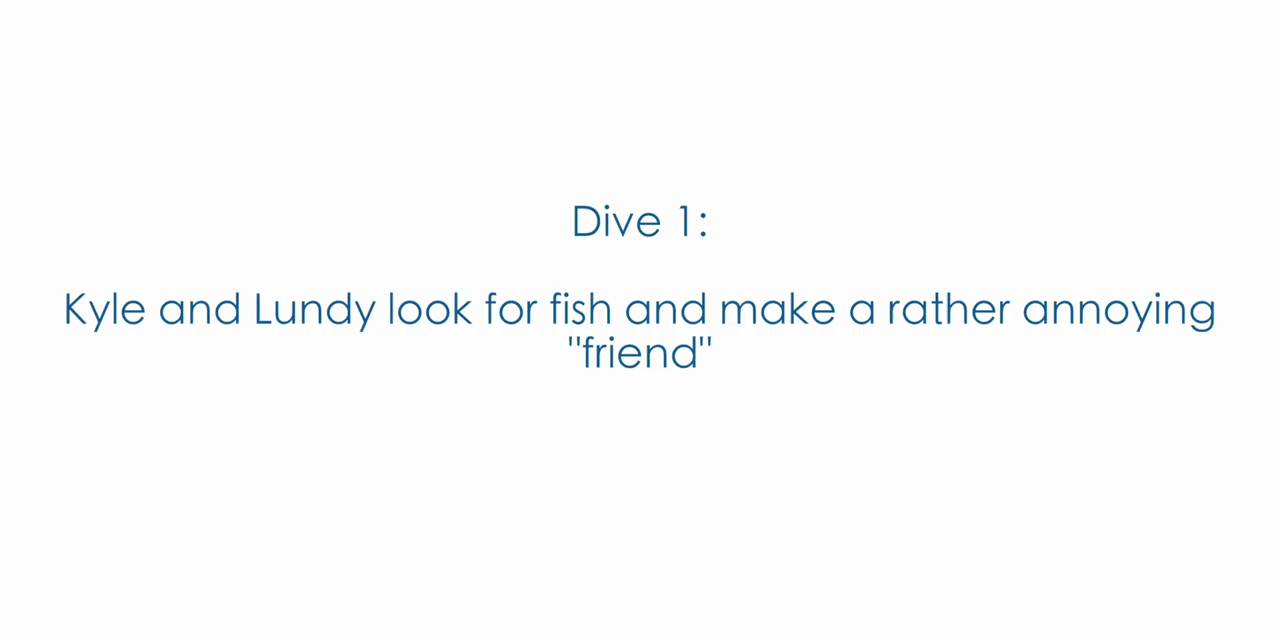 Dive 1:
Kyle and Lundy look for fish and make a rather annoying
"friend"